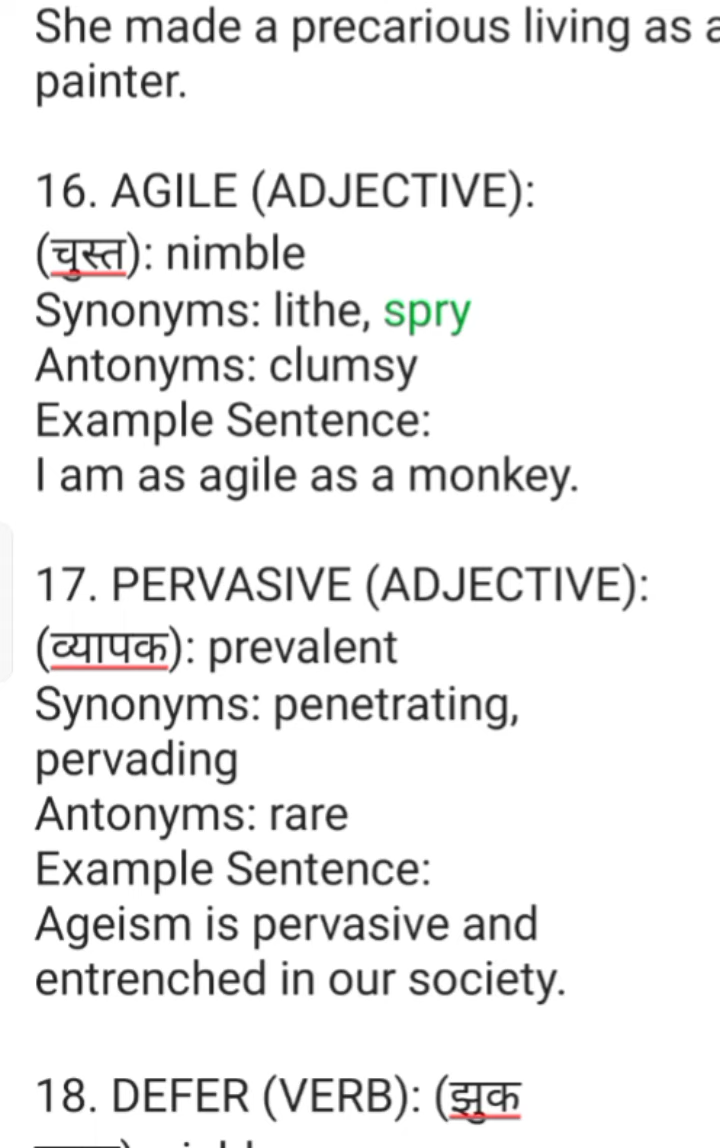 She made a precarious living as a
painter.
16. AGILE (ADJECTIVE):
(चुस्त): nimble
Synonyms: lithe, spry
Antonyms: clumsy
Example Sentence:
I am as agile as a monkey.
17. PERVASIVE (ADJECTIVE):
(व्यापक): prevalent
Synonyms: penetrating,
pervading
Antonyms: rare
Example Sentence:
Ageism is pervasive and
entrenched in our society.
18. DEFER (VERB): (झुक